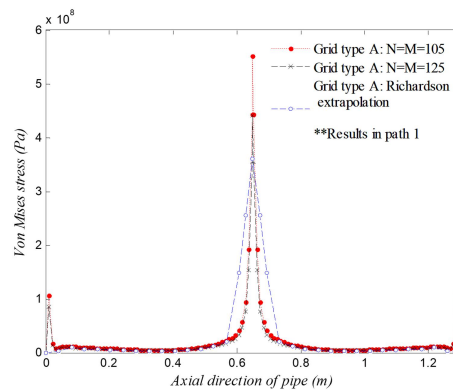 6 × 10⁸
Grid type A: N=M=105
Grid type A: N=M=125
Grid type A: Richardson
extrapolation
**Results in path 1
5
4
3
2
1
0
Von Mises stress (Pa)
0 0.2 0.4 0.6 0.8 1 1.2
Axial direction of pipe (m)